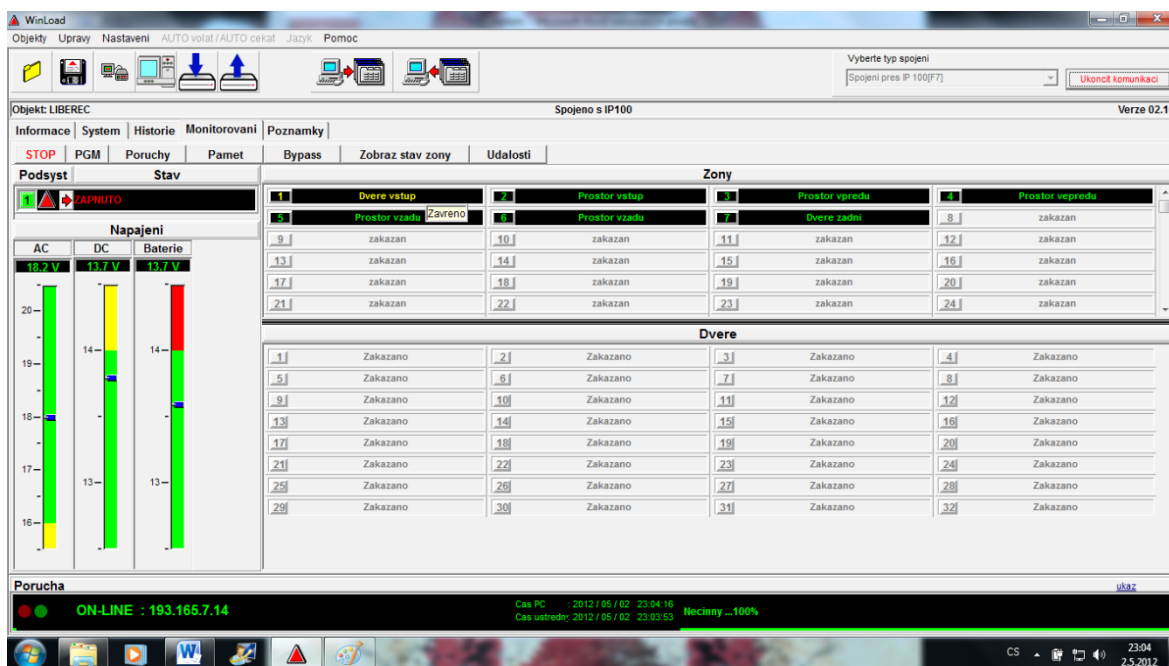 WinLoad
Objekty Upravy Nastaveni AUTO volat / AUTO cekat Jazyk Pomoc
Vyberte typ spojeni
Spojeni pres IP 100[F7] Ukoncit komunikaci
Objekt: LIBEREC Spojeno s IP100 Verze 02.1
Informace System Historie Monitorovani Poznamky
STOP PGM Poruchy Pamet Bypass Zobraz stav zony Udalosti
Podsyst Stav Zony
1 ZAPNUTO
1 Dvere vstup 2 Prostor vstup 3 Prostor vpredu 4 Prostor vepredu
5 Prostor vzadu Zavreno 6 Prostor vzadu 7 Dvere zadni 8 zakazan
9 zakazan 10 zakazan 11 zakazan 12 zakazan
13 zakazan 14 zakazan 15 zakazan 16 zakazan
17 zakazan 18 zakazan 19 zakazan 20 zakazan
21 zakazan 22 zakazan 23 zakazan 24 zakazan
Napajeni
AC DC Baterie
18.2 V 13.7 V 13.7 V
20
19
18
17
16
14
13
14
13
Dvere
1 Zakazano 2 Zakazano 3 Zakazano 4 Zakazano
5 Zakazano 6 Zakazano 7 Zakazano 8 Zakazano
9 Zakazano 10 Zakazano 11 Zakazano 12 Zakazano
13 Zakazano 14 Zakazano 15 Zakazano 16 Zakazano
17 Zakazano 18 Zakazano 19 Zakazano 20 Zakazano
21 Zakazano 22 Zakazano 23 Zakazano 24 Zakazano
25 Zakazano 26 Zakazano 27 Zakazano 28 Zakazano
29 Zakazano 30 Zakazano 31 Zakazano 32 Zakazano
Porucha ukaz
ON-LINE : 193.165.7.14
Cas PC : 2012 / 05 / 02 23:04:16
Cas ustredny: 2012 / 05 / 02 23:03:53
Necinny ...100%
CS 23:04
2.5.2012